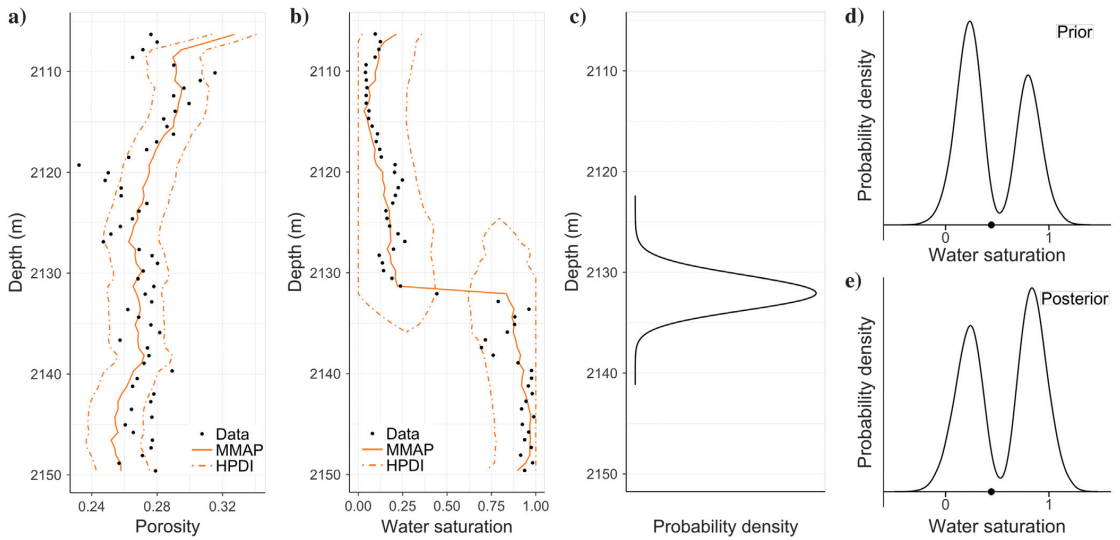 a)
2110
2120
2130
2140
2150
Depth (m)
0.24
0.28
0.32
Porosity
Data
MMAP
HPDI
b)
2110
2120
2130
2140
2150
Depth (m)
0.00
0.25
0.50
0.75
1.00
Water saturation
Data
MMAP
HPDI
c)
2110
2120
2130
2140
2150
Depth (m)
Probability density
d)
Prior
Probability density
0
1
Water saturation
e)
Posterior
Probability density
0
1
Water saturation